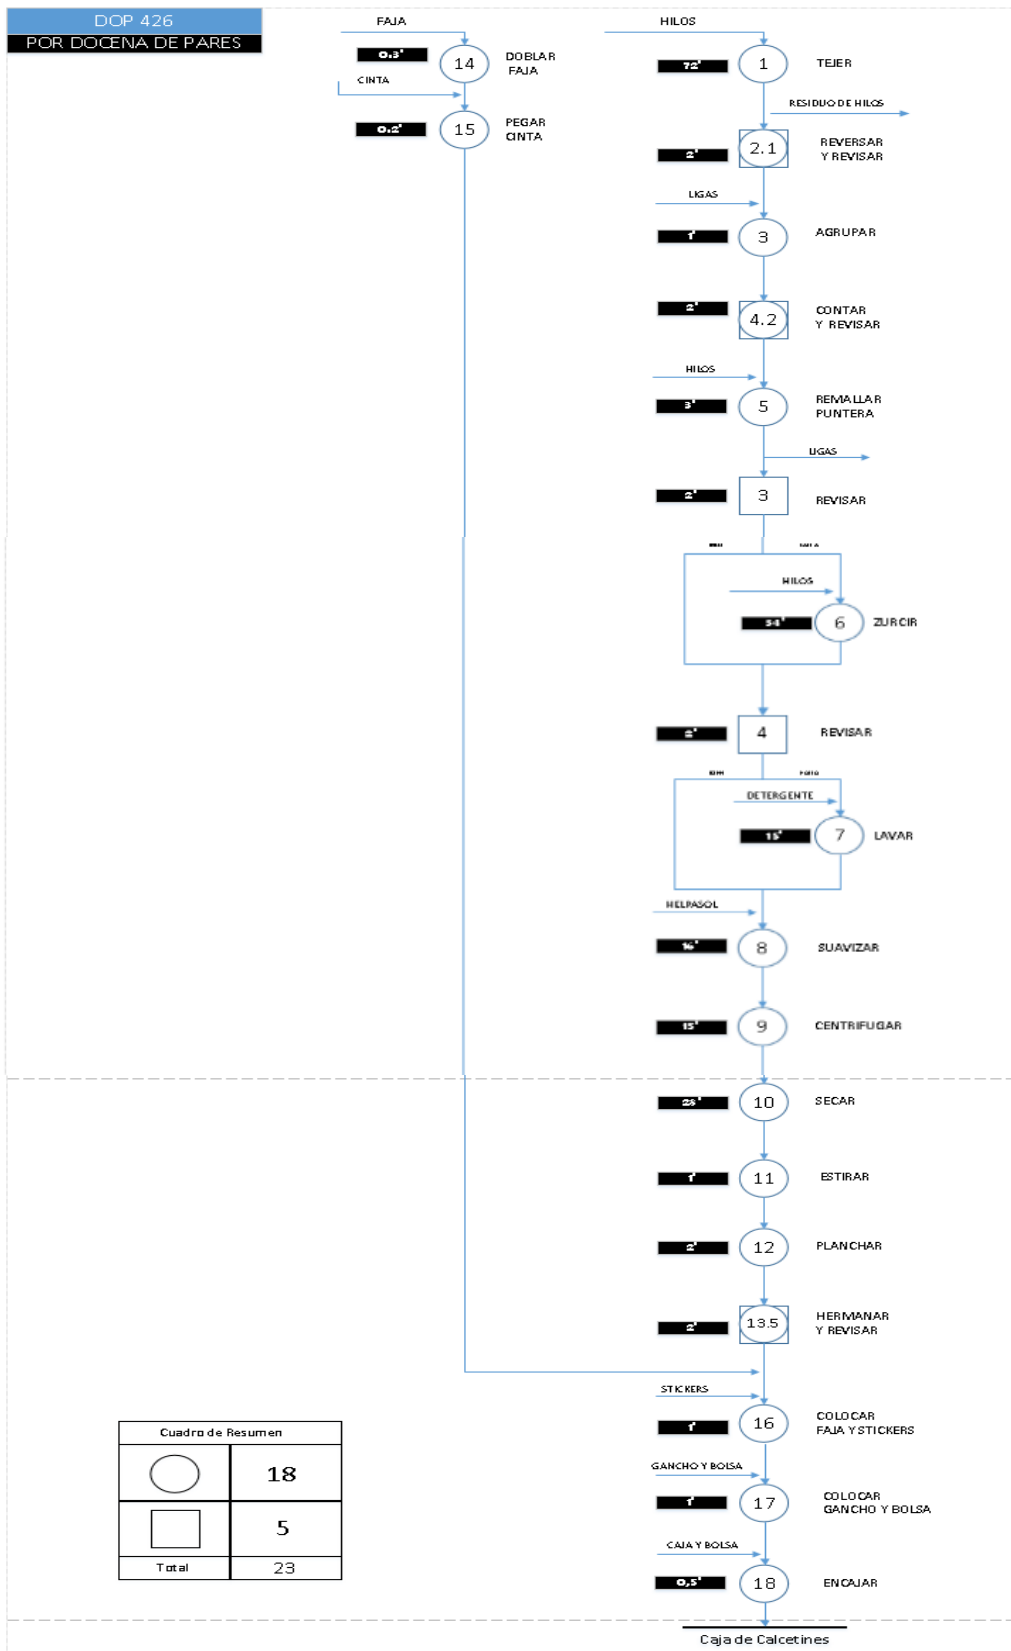 DOP 426
POR DOCENA DE PARES
FAJA
0.3'
14
DOBLAR
FAJA
CINTA
0.2'
15
PEGAR
CINTA
HILOS
72'
1
TEJER
RESIDUO DE HILOS
2'
2.1
REVERSAR
Y REVISAR
LIGAS
1'
3
AGRUPAR
2'
4.2
CONTAR
Y REVISAR
HILOS
3'
5
REMALLAR
PUNTERA
LIGAS
2'
3
REVISAR
HILOS
54'
6
ZURCIR
2'
4
REVISAR
DETERGENTE
15'
7
LAVAR
HELPASOL
16'
8
SUAVIZAR
15'
9
CENTRIFUGAR
28'
10
SECAR
1'
11
ESTIRAR
2'
12
PLANCHAR
2'
13.5
HERMANAR
Y REVISAR
STICKERS
1'
16
COLOCAR
FAJA Y STICKERS
GANCHO Y BOLSA
1'
17
COLOCAR
GANCHO Y BOLSA
CAJA Y BOLSA
0,5'
18
ENCAJAR
Caja de Calcetines
Cuadro de Resumen
18
5
Total 23